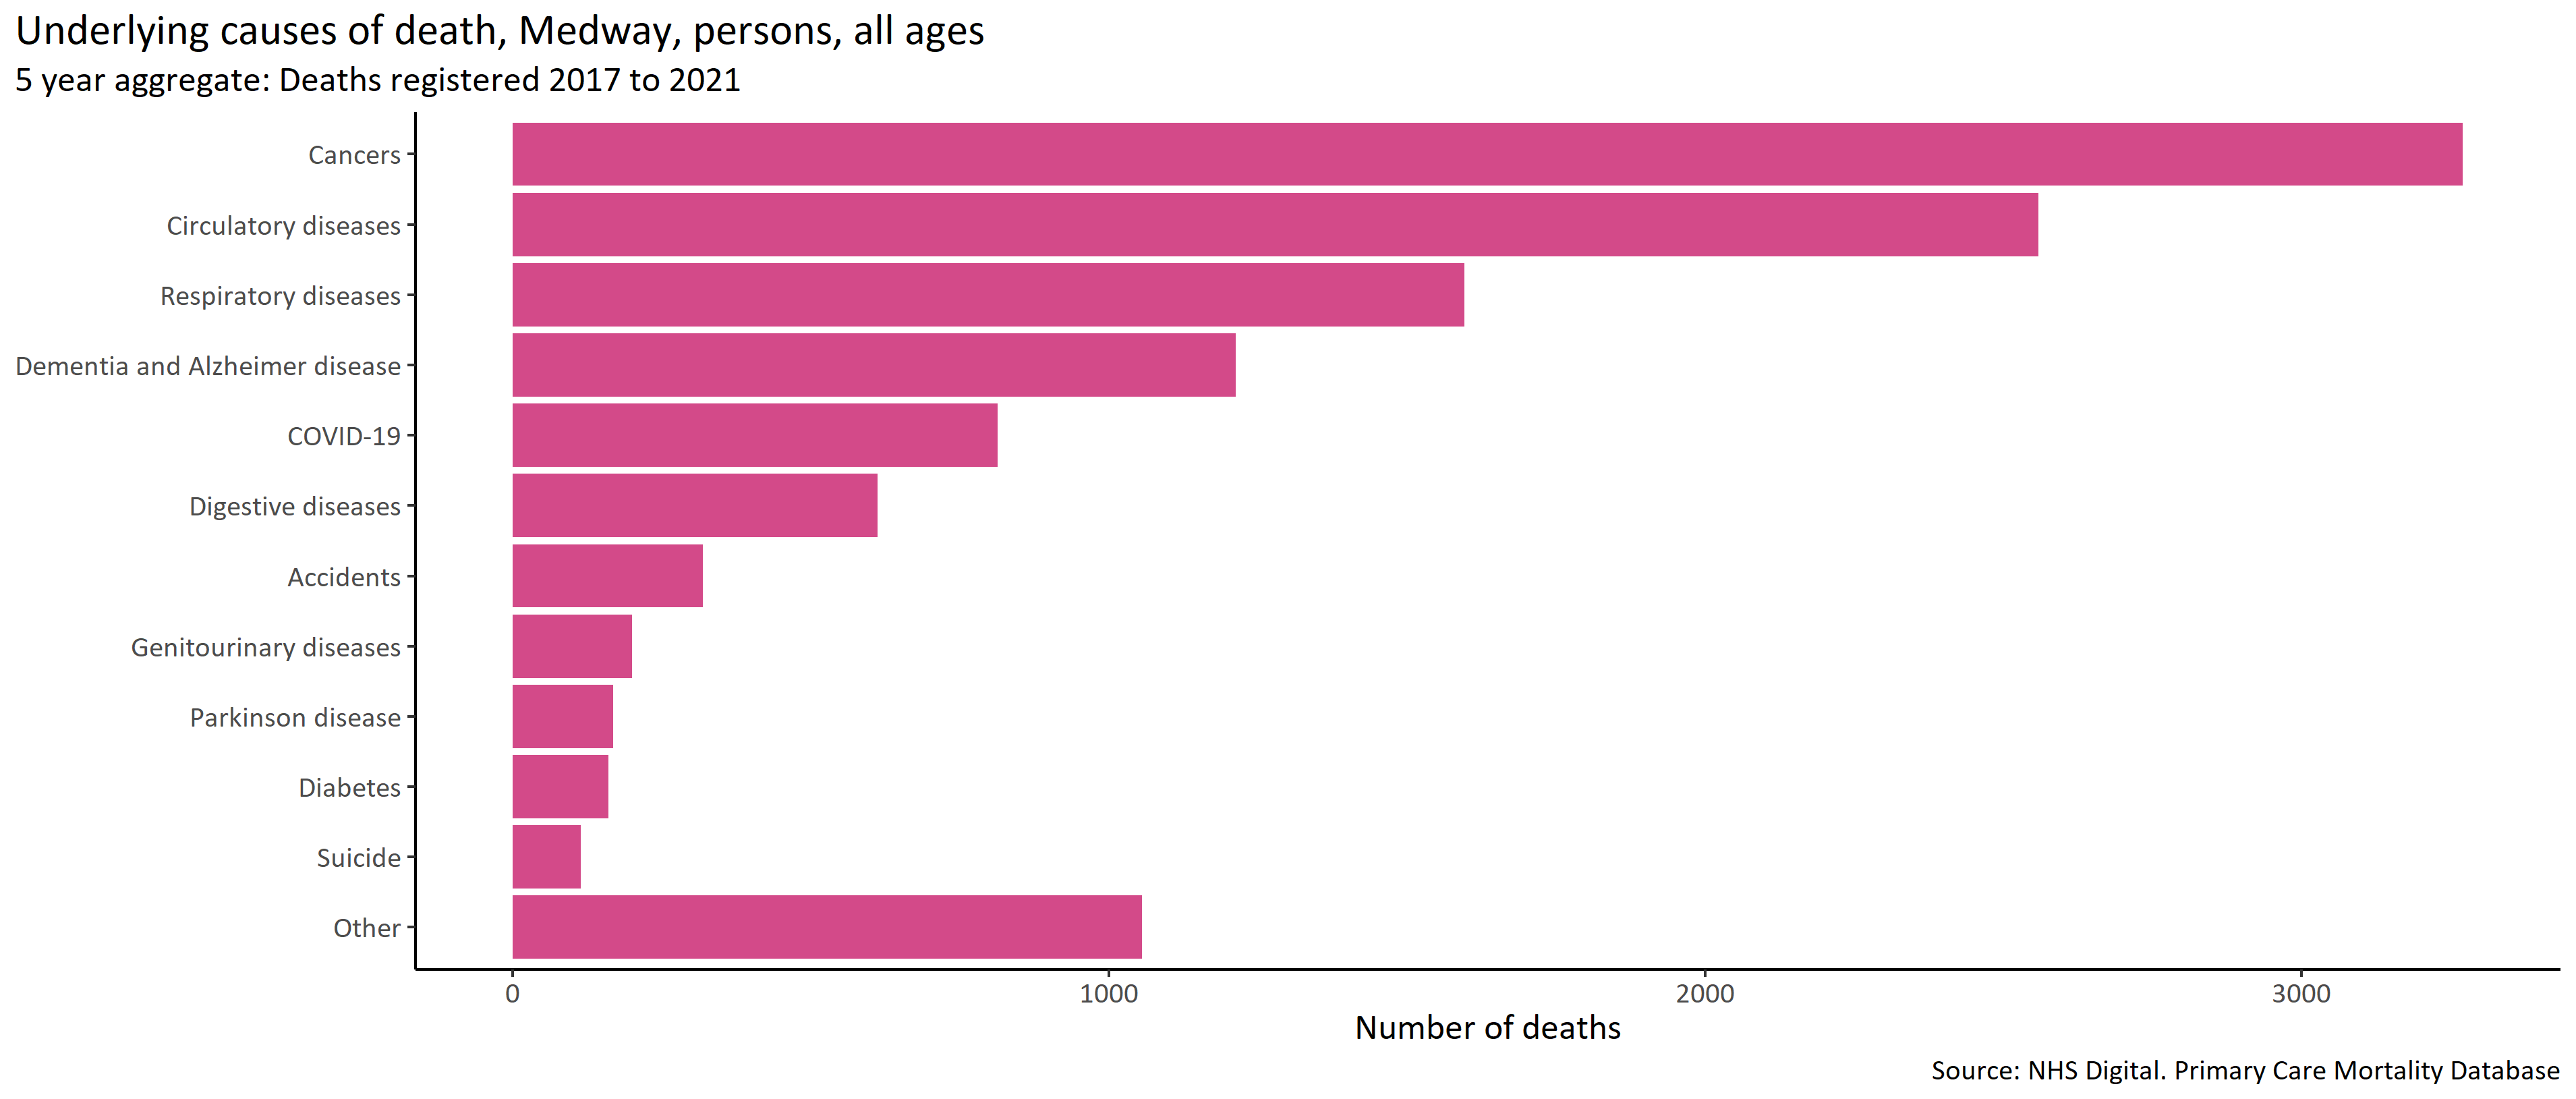 Underlying causes of death, Medway, persons, all ages
5 year aggregate: Deaths registered 2017 to 2021
Cancers
Circulatory diseases
Respiratory diseases
Dementia and Alzheimer disease
COVID-19
Digestive diseases
Accidents
Genitourinary diseases
Parkinson disease
Diabetes
Suicide
Other
0 1000 2000 3000
Number of deaths
Source: NHS Digital. Primary Care Mortality Database